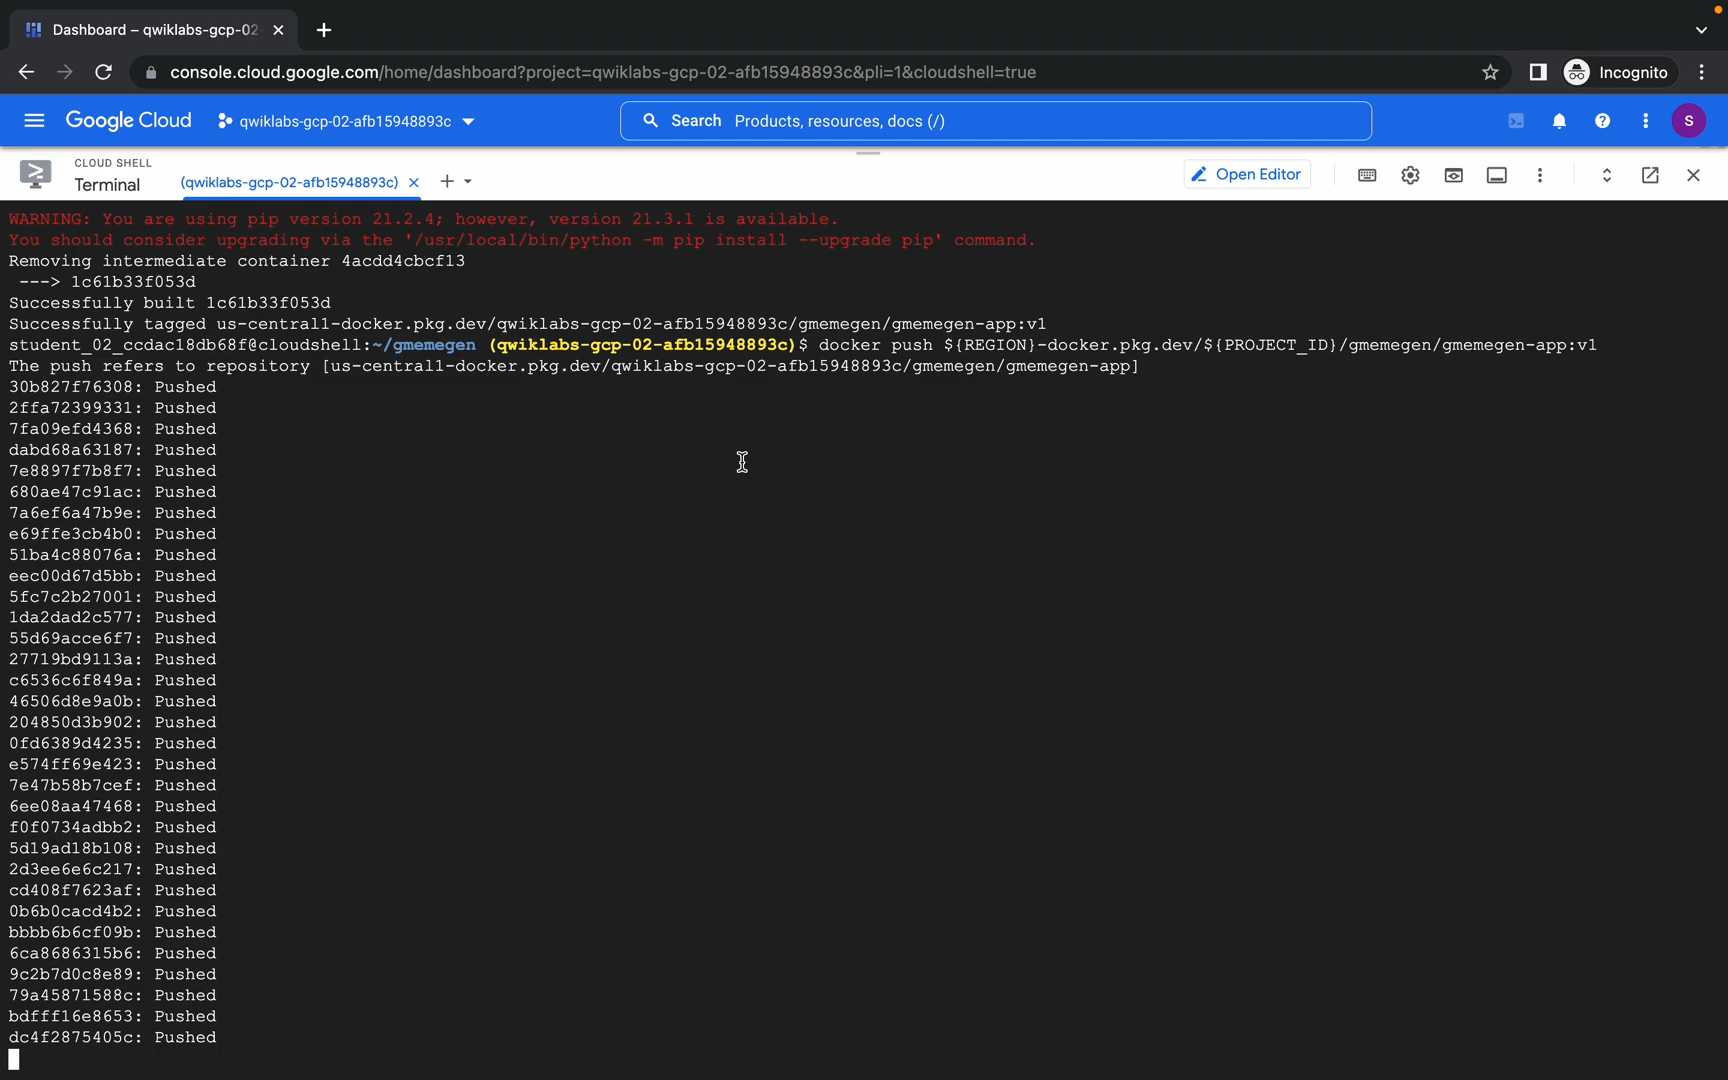 Dashboard – qwiklabs-gcp-02
console.cloud.google.com/home/dashboard?project=qwiklabs-gcp-02-afb15948893c&pli=1&cloudshell=true
Incognito
Google Cloud
qwiklabs-gcp-02-afb15948893c
Search Products, resources, docs (/)
S
CLOUD SHELL
Terminal
(qwiklabs-gcp-02-afb15948893c)
Open Editor
WARNING: You are using pip version 21.2.4; however, version 21.3.1 is available.
You should consider upgrading via the '/usr/local/bin/python -m pip install --upgrade pip' command.
Removing intermediate container 4acdd4cbcf13
---> 1c61b33f053d
Successfully built 1c61b33f053d
Successfully tagged us-central1-docker.pkg.dev/qwiklabs-gcp-02-afb15948893c/gmemegen/gmemegen-app:v1
student_02_ccdac18db68f@cloudshell:~/gmemegen (qwiklabs-gcp-02-afb15948893c)$ docker push ${REGION}-docker.pkg.dev/${PROJECT_ID}/gmemegen/gmemegen-app:v1
The push refers to repository [us-central1-docker.pkg.dev/qwiklabs-gcp-02-afb15948893c/gmemegen/gmemegen-app]
30b827f76308: Pushed
2ffa72399331: Pushed
7fa09efd4368: Pushed
dabd68a63187: Pushed
7e8897f7b8f7: Pushed
680ae47c91ac: Pushed
7a6ef6a47b9e: Pushed
e69ffe3cb4b0: Pushed
51ba4c88076a: Pushed
eec00d67d5bb: Pushed
5fc7c2b27001: Pushed
1da2dad2c577: Pushed
55d69acce6f7: Pushed
27719bd9113a: Pushed
c6536c6f849a: Pushed
46506d8e9a0b: Pushed
204850d3b902: Pushed
0fd6389d4235: Pushed
e574ff69e423: Pushed
7e47b58b7cef: Pushed
6ee08aa47468: Pushed
f0f0734adbb2: Pushed
5d19ad18b108: Pushed
2d3ee6e6c217: Pushed
cd408f7623af: Pushed
0b6b0cacd4b2: Pushed
bbbb6b6cf09b: Pushed
6ca8686315b6: Pushed
9c2b7d0c8e89: Pushed
79a45871588c: Pushed
bdfff16e8653: Pushed
dc4f2875405c: Pushed